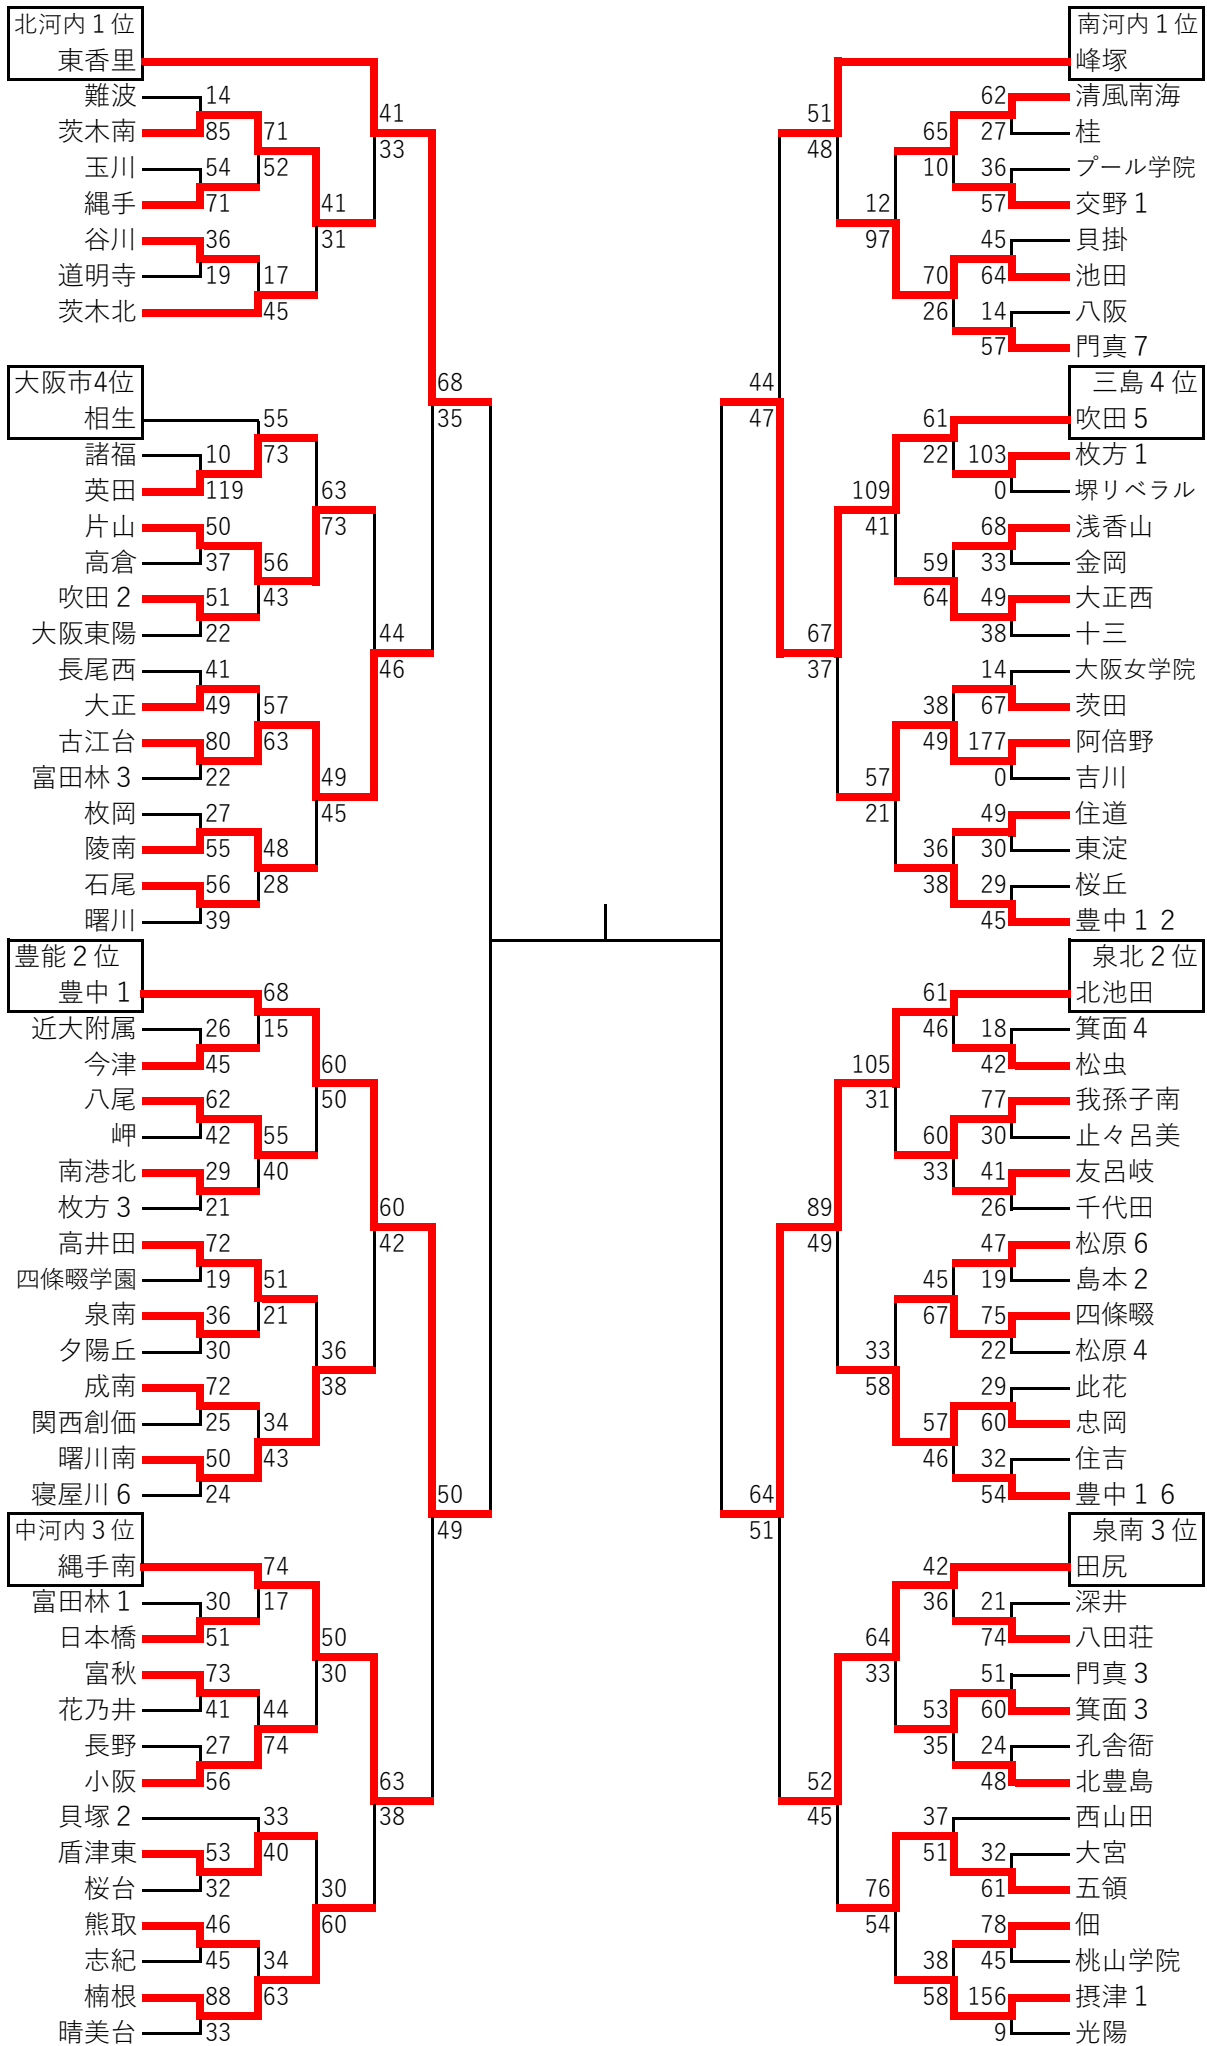 北河内１位
東香里
難波
茨木南
玉川
縄手
谷川
道明寺
茨木北
大阪市4位
相生
諸福
英田
片山
高倉
吹田２
大阪東陽
長尾西
大正
古江台
富田林３
枚岡
陵南
石尾
曙川
豊能２位
豊中１
近大附属
今津
八尾
岬
南港北
枚方３
高井田
四條畷学園
泉南
夕陽丘
成南
関西創価
曙川南
寝屋川６
中河内３位
縄手南
富田林１
日本橋
富秋
花乃井
長野
小阪
貝塚２
盾津東
桜台
熊取
志紀
楠根
晴美台
14
85
54
71
36
19
10
119
50
37
51
22
41
49
80
22
27
55
56
39
26
45
62
42
29
21
72
19
36
30
72
25
50
24
30
51
73
41
27
56
53
32
46
45
88
33
71
52
17
45
55
73
56
43
57
63
48
28
68
15
55
40
51
21
34
43
74
17
44
74
33
40
34
63
41
31
63
73
49
45
60
50
36
38
50
30
30
60
41
33
44
46
60
42
63
38
68
35
50
49
44
47
64
51
51
48
67
37
89
49
52
45
12
97
109
41
57
21
105
31
33
58
64
33
76
54
65
10
70
26
61
22
59
64
38
49
36
38
61
46
60
33
45
67
57
46
42
36
53
35
37
51
38
58
62
27
36
57
45
64
14
57
103
0
68
33
49
38
14
67
177
0
49
30
29
45
18
42
77
30
41
26
47
19
75
22
29
60
32
54
21
74
51
60
24
48
32
61
78
45
156
9
南河内１位
峰塚
清風南海
桂
プール学院
交野１
貝掛
池田
八阪
門真７
三島４位
吹田５
枚方１
堺リベラル
浅香山
金岡
大正西
十三
大阪女学院
茨田
阿倍野
吉川
住道
東淀
桜丘
豊中１２
泉北２位
北池田
箕面４
松虫
我孫子南
止々呂美
友呂岐
千代田
松原６
島本２
四條畷
松原４
此花
忠岡
住吉
豊中１６
泉南３位
田尻
深井
八田荘
門真３
箕面３
孔舎衙
北豊島
西山田
大宮
五領
佃
桃山学院
摂津１
光陽